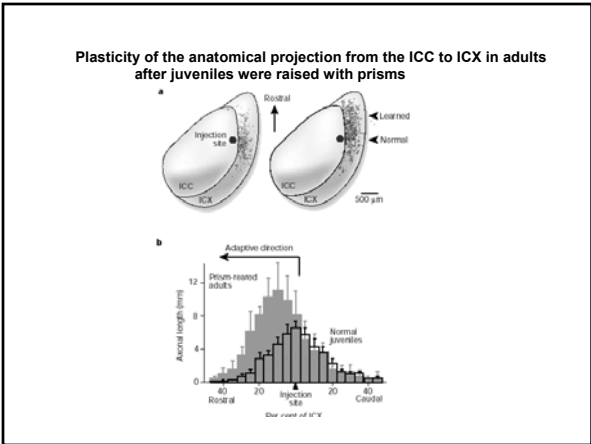 Plasticity of the anatomical projection from the ICC to ICX in adults
after juveniles were raised with prisms
a
Rostral
Learned
Injection
site
Normal
ICC
ICX
ICC
ICX
500 µm
b
Adaptive direction
Prism-reared
adults
Normal
juveniles
Axonal length (mm)
12
8
4
0
40 20 20 40
Rostral Injection Caudal
site
Per cent of ICX